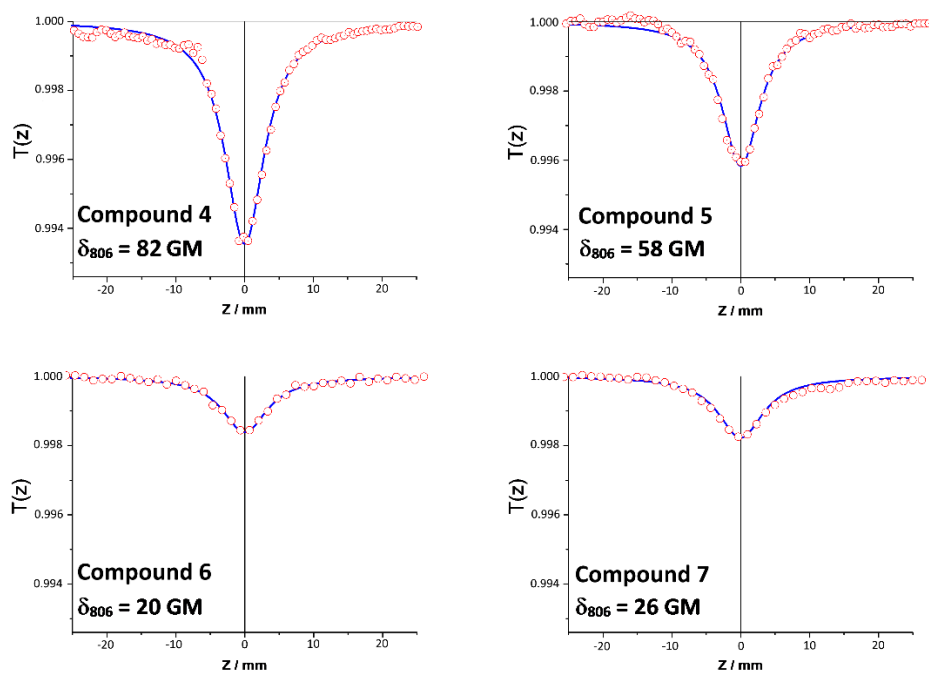 1.000
0.998
0.996
0.994
T(z)
Compound 4
δ806 = 82 GM
-20 -10 0 10 20
Z / mm
1.000
0.998
0.996
0.994
T(z)
Compound 5
δ806 = 58 GM
-20 -10 0 10 20
Z / mm
1.000
0.998
0.996
0.994
T(z)
Compound 6
δ806 = 20 GM
-20 -10 0 10 20
Z / mm
1.000
0.998
0.996
0.994
T(z)
Compound 7
δ806 = 26 GM
-20 -10 0 10 20
Z / mm